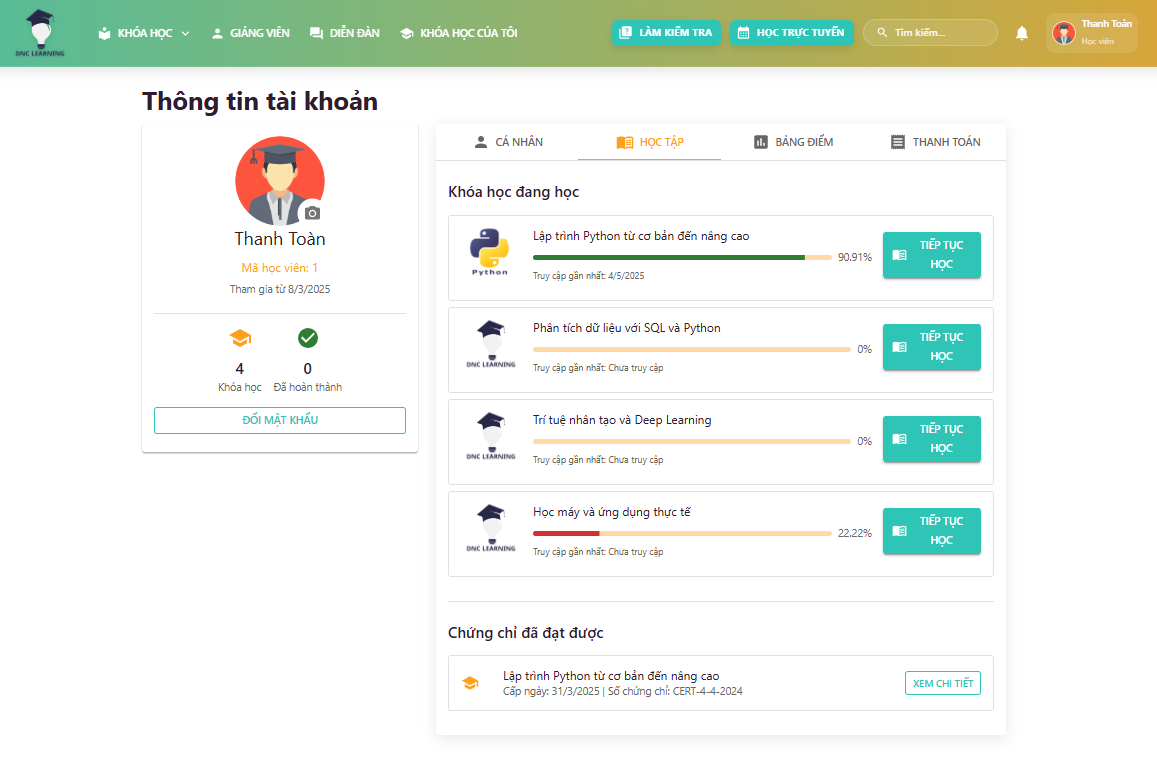 DNC LEARNING
KHÓA HỌC
GIẢNG VIÊN
DIỄN ĐÀN
KHÓA HỌC CỦA TÔI
LÀM KIỂM TRA
HỌC TRỰC TUYẾN
Tìm kiếm...
Thanh Toàn
Học viên
Thông tin tài khoản
Thanh Toàn
Mã học viên: 1
Tham gia từ 8/3/2025
4
Khóa học
0
Đã hoàn thành
ĐỔI MẬT KHẨU
CÁ NHÂN
HỌC TẬP
BẢNG ĐIỂM
THANH TOÁN
Khóa học đang học
Python
Lập trình Python từ cơ bản đến nâng cao
90.91%
Truy cập gần nhất: 4/5/2025
TIẾP TỤC
HỌC
DNC LEARNING
Phân tích dữ liệu với SQL và Python
0%
Truy cập gần nhất: Chưa truy cập
TIẾP TỤC
HỌC
DNC LEARNING
Trí tuệ nhân tạo và Deep Learning
0%
Truy cập gần nhất: Chưa truy cập
TIẾP TỤC
HỌC
DNC LEARNING
Học máy và ứng dụng thực tế
22.22%
Truy cập gần nhất: Chưa truy cập
TIẾP TỤC
HỌC
Chứng chỉ đã đạt được
Lập trình Python từ cơ bản đến nâng cao
Cấp ngày: 31/3/2025 | Số chứng chỉ: CERT-4-4-2024
XEM CHI TIẾT